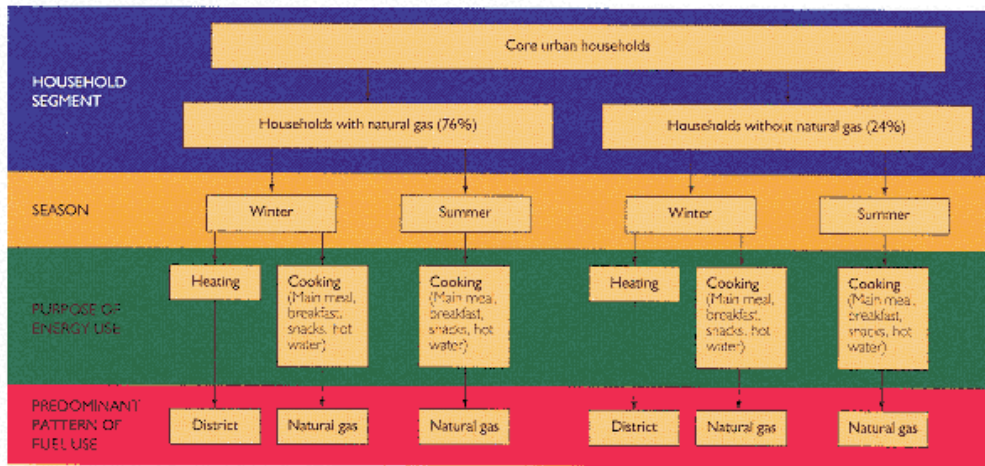 Core urban households
HOUSEHOLD
SEGMENT
Households with natural gas (76%)
Households without natural gas (24%)
SEASON
Winter
Summer
Winter
Summer
PURPOSE OF
ENERGY USE
Heating
Cooking
(Main meal,
breakfast,
snacks, hot
water)
Cooking
(Main meal,
breakfast,
snacks, hot
water)
Heating
Cooking
(Main meal,
breakfast,
snacks, hot
water)
Cooking
(Main meal,
breakfast,
snacks, hot
water)
PREDOMINANT
PATTERN OF
FUEL USE
District
Natural gas
Natural gas
District
Natural gas
Natural gas